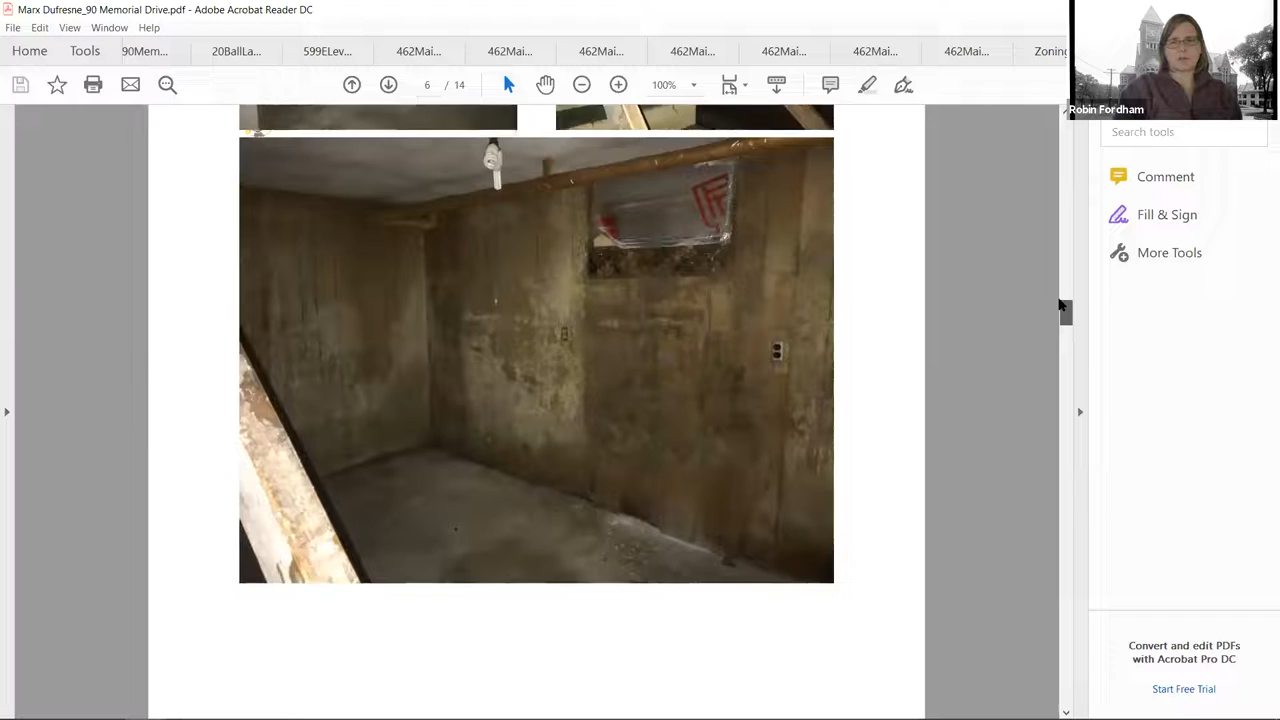 Marx Dufresne_90 Memorial Drive.pdf - Adobe Acrobat Reader DC
File Edit View Window Help
Home Tools 90Mem... 20BallLa... 599ELev... 462Mai... 462Mai... 462Mai... 462Mai... 462Mai... 462Mai... 462Mai... Zoning
6 / 14 100%
Robin Fordham
Search tools
Comment
Fill & Sign
More Tools
Convert and edit PDFs
with Acrobat Pro DC
Start Free Trial